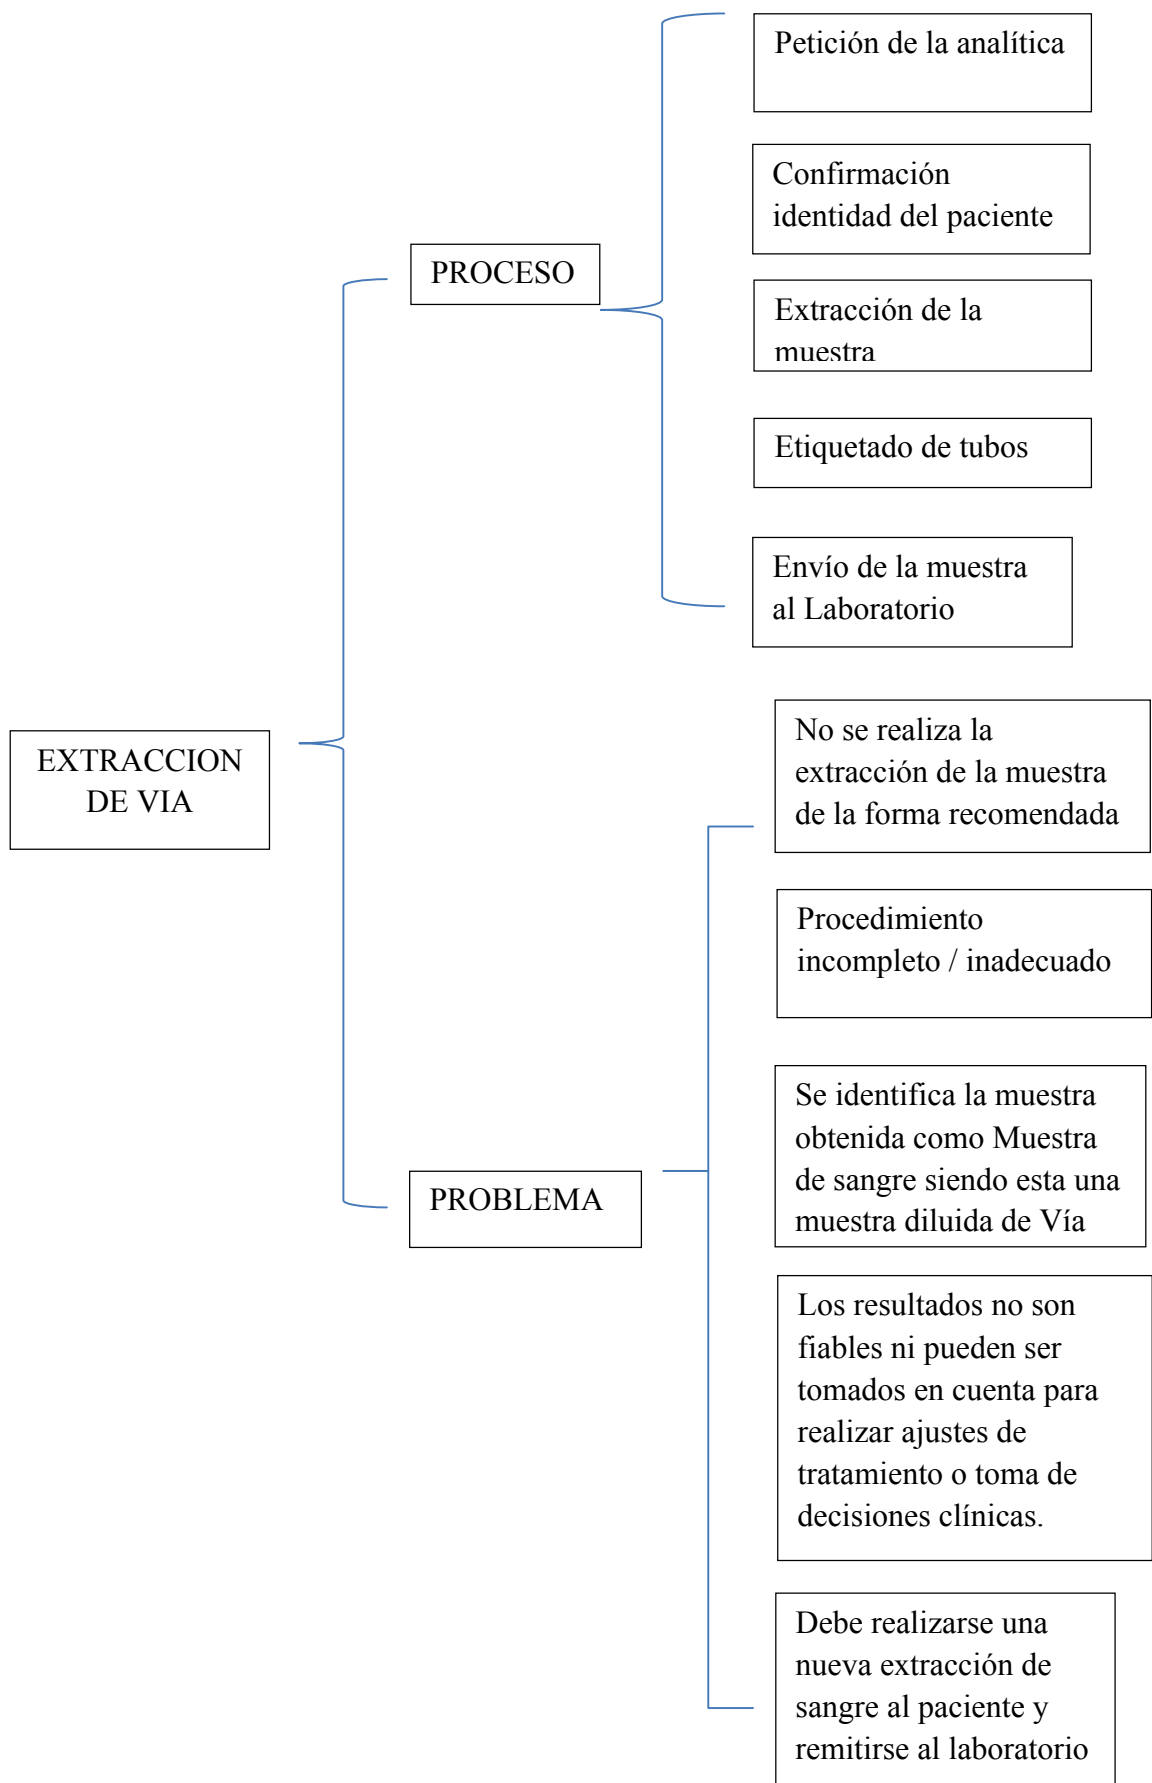 Petición de la analítica
Confirmación
identidad del paciente
PROCESO
Extracción de la
muestra
Etiquetado de tubos
Envío de la muestra
al Laboratorio
EXTRACCION
DE VIA
No se realiza la
extracción de la muestra
de la forma recomendada
Procedimiento
incompleto / inadecuado
PROBLEMA
Se identifica la muestra
obtenida como Muestra
de sangre siendo esta una
muestra diluida de Vía
Los resultados no son
fiables ni pueden ser
tomados en cuenta para
realizar ajustes de
tratamiento o toma de
decisiones clínicas.
Debe realizarse una
nueva extracción de
sangre al paciente y
remitirse al laboratorio